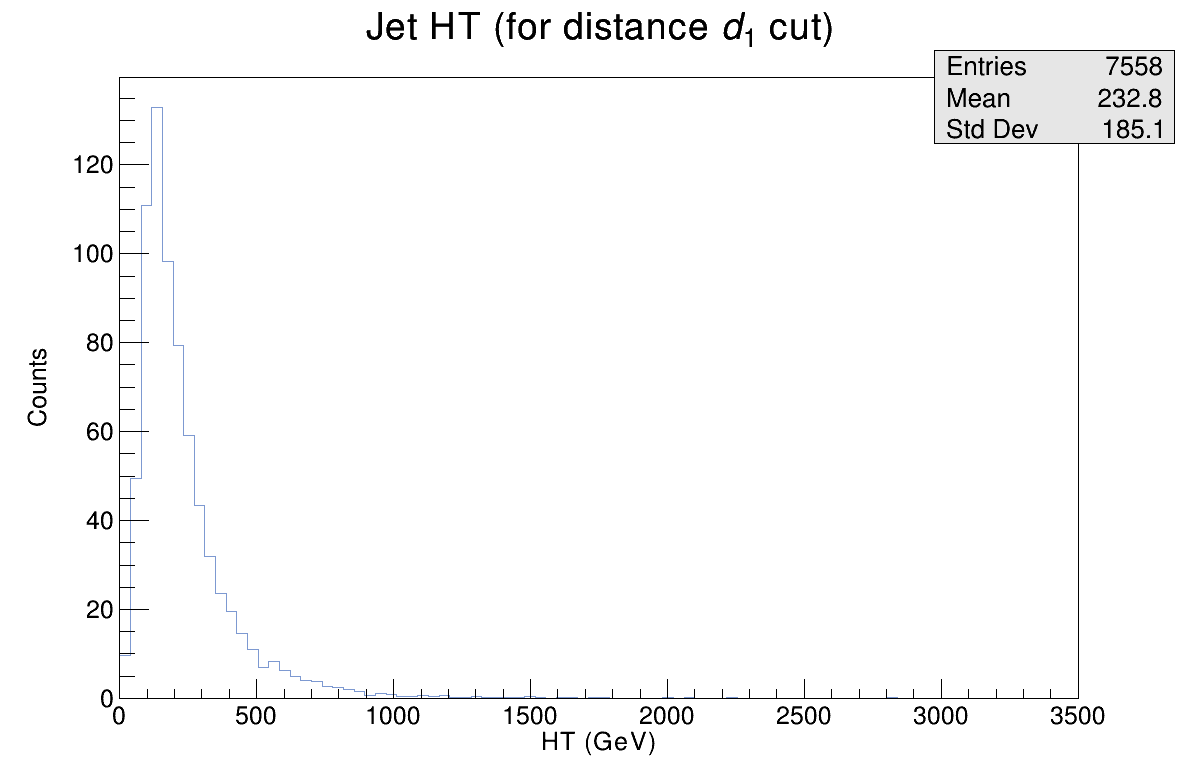 Jet HT (for distance d₁ cut)
Entries 7558
Mean 232.8
Std Dev 185.1
120
100
80
60
40
20
0
Counts
0 500 1000 1500 2000 2500 3000 3500
HT (GeV)